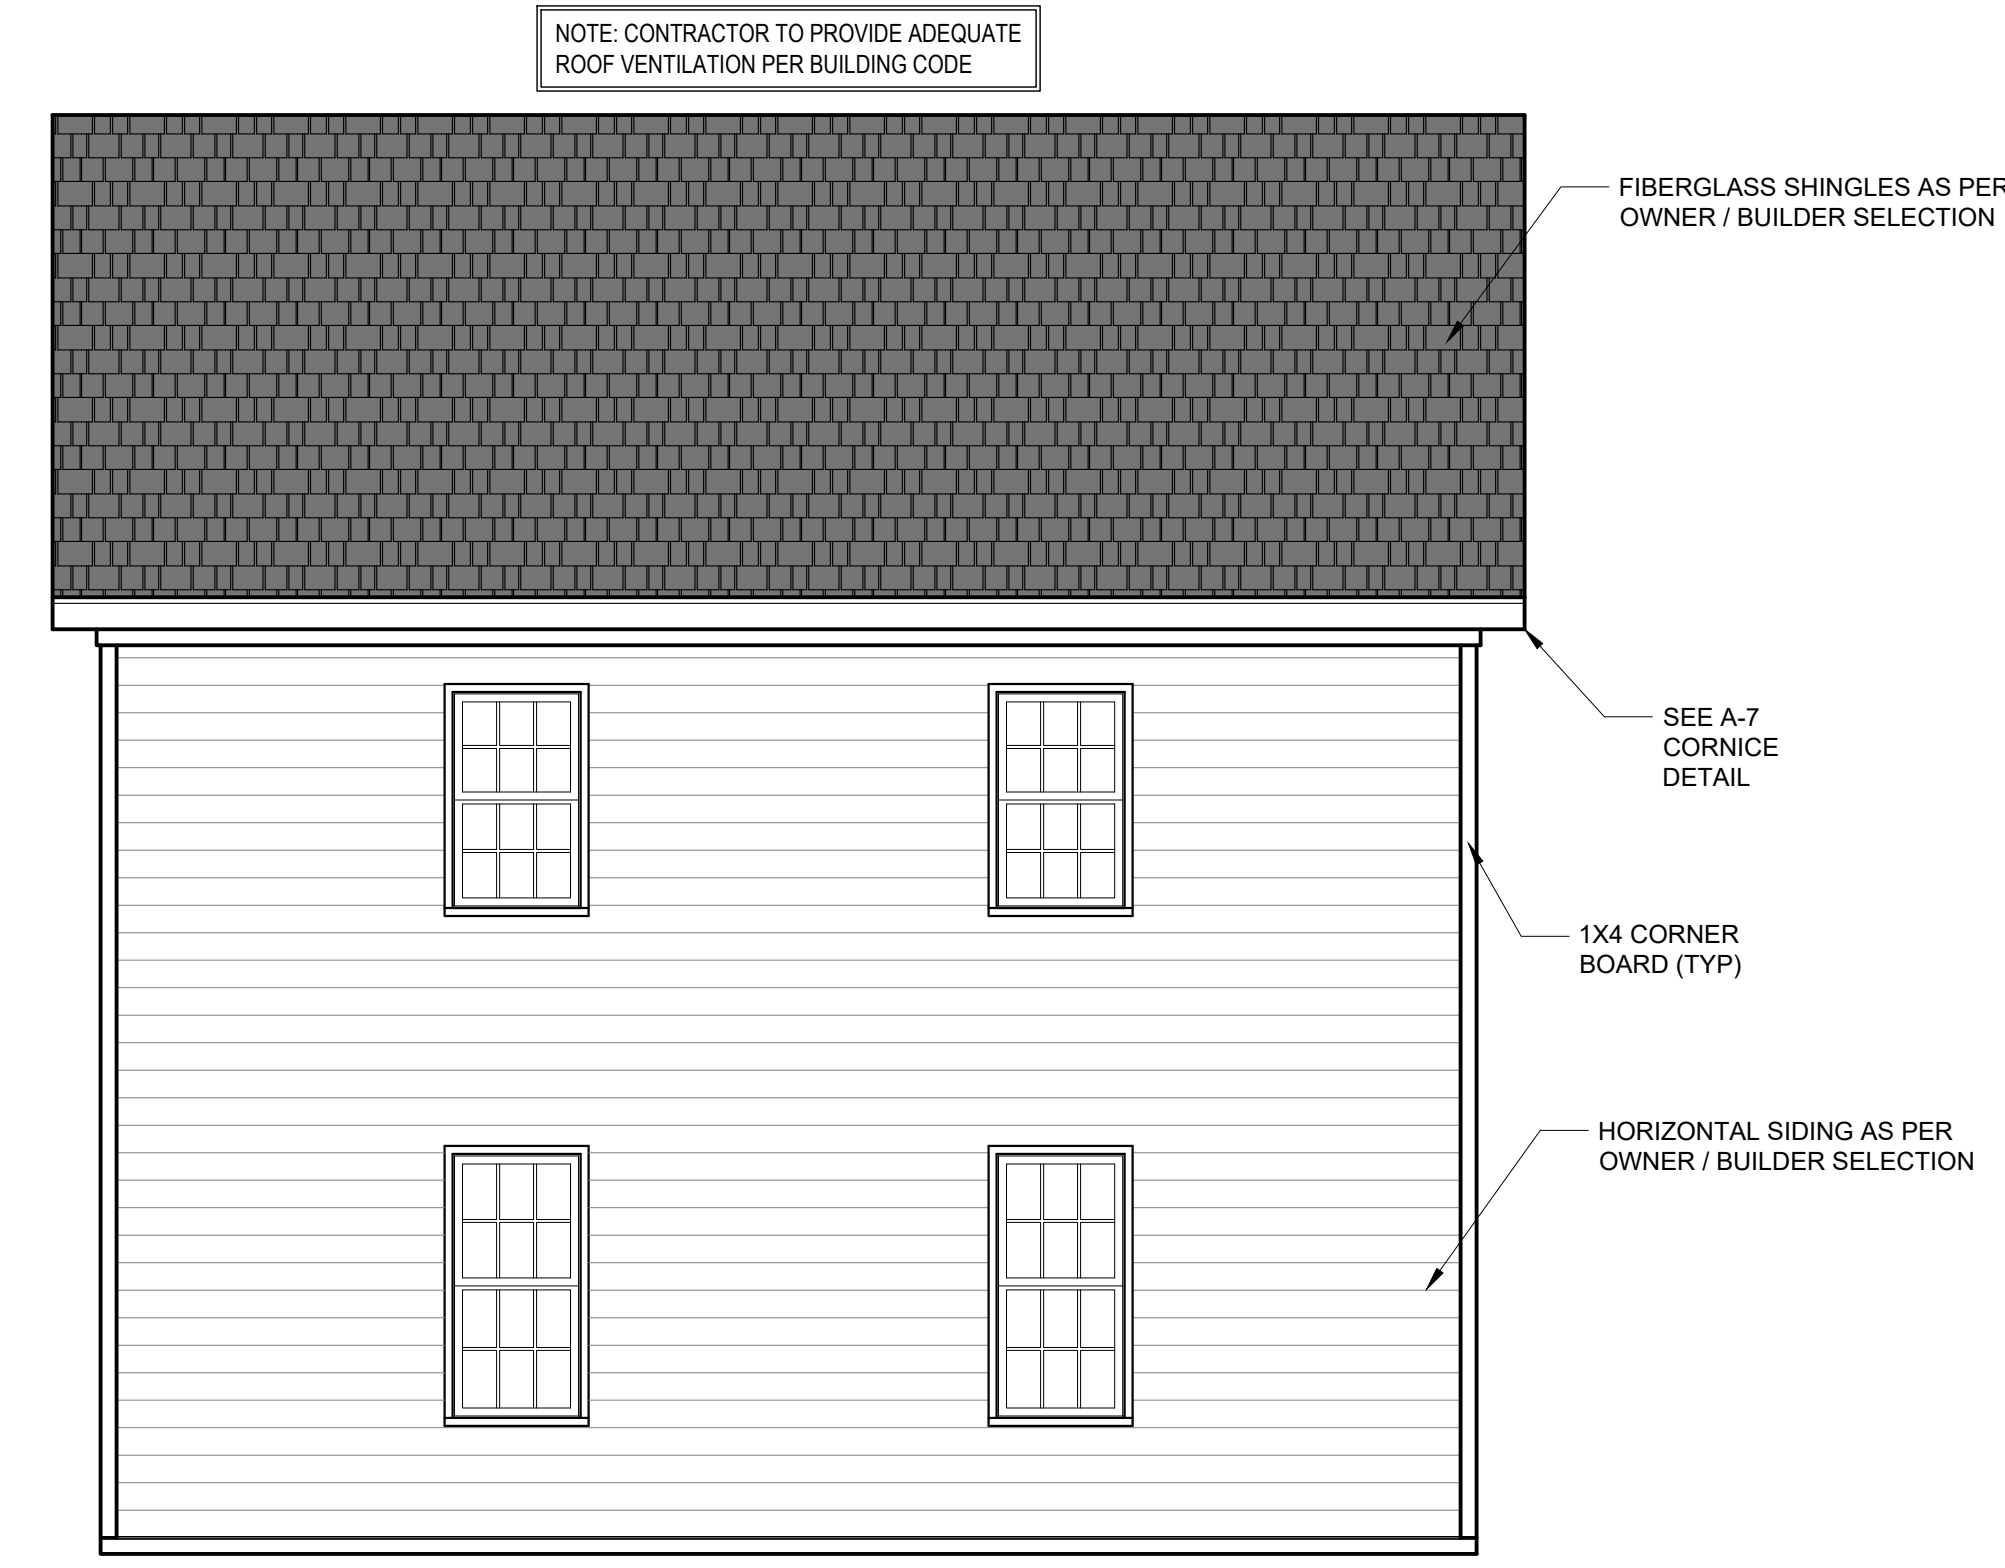 NOTE: CONTRACTOR TO PROVIDE ADEQUATE
ROOF VENTILATION PER BUILDING CODE
FIBERGLASS SHINGLES AS PER
OWNER / BUILDER SELECTION
SEE A-7
CORNICE
DETAIL
1X4 CORNER
BOARD (TYP)
HORIZONTAL SIDING AS PER
OWNER / BUILDER SELECTION